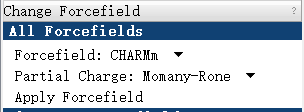 Change Forcefield ?
All Forcefields
Forcefield: CHARMm
Partial Charge: Momany-Rone
Apply Forcefield